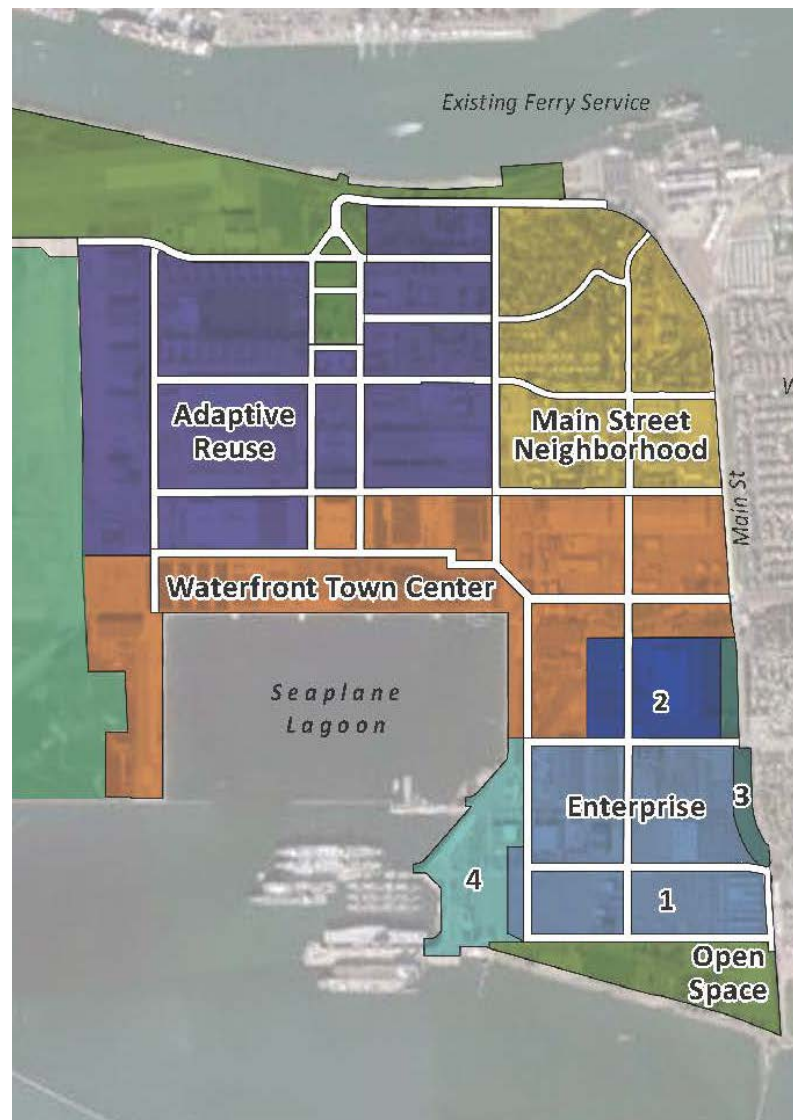 Existing Ferry Service
Adaptive
Reuse
Main Street
Neighborhood
Main St
Waterfront Town Center
Seaplane
Lagoon
2
Enterprise
3
4
1
Open
Space